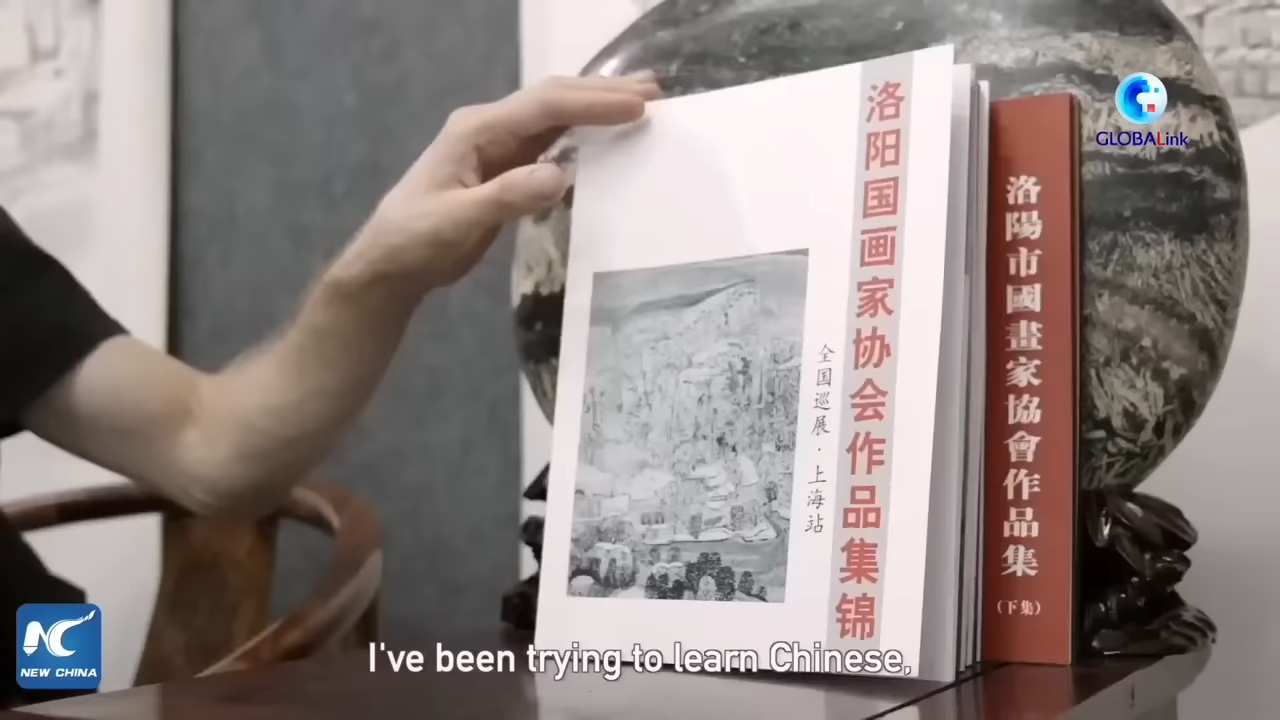 洛阳国画家协会作品集锦
全国巡展·上海站
洛陽市國畫家協會作品集
(下集)
GLOBALink
NC
NEW CHINA
I've been trying to learn Chinese,